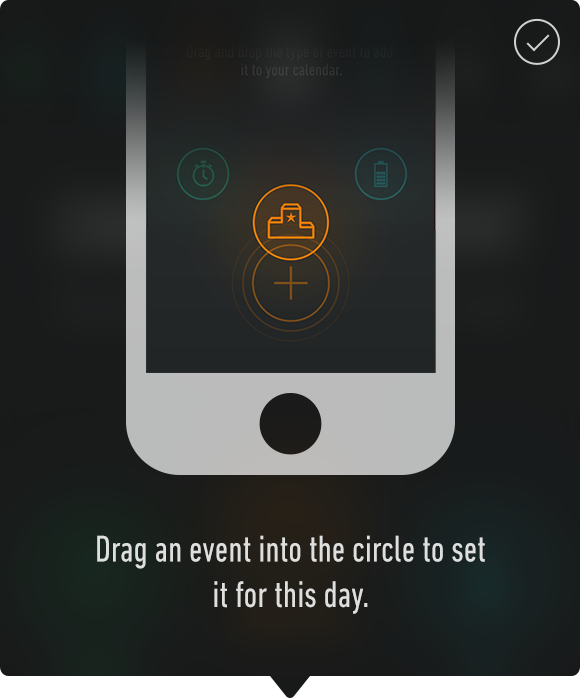 Drag and drop the type of event to add
it to your calendar.
Drag an event into the circle to set
it for this day.